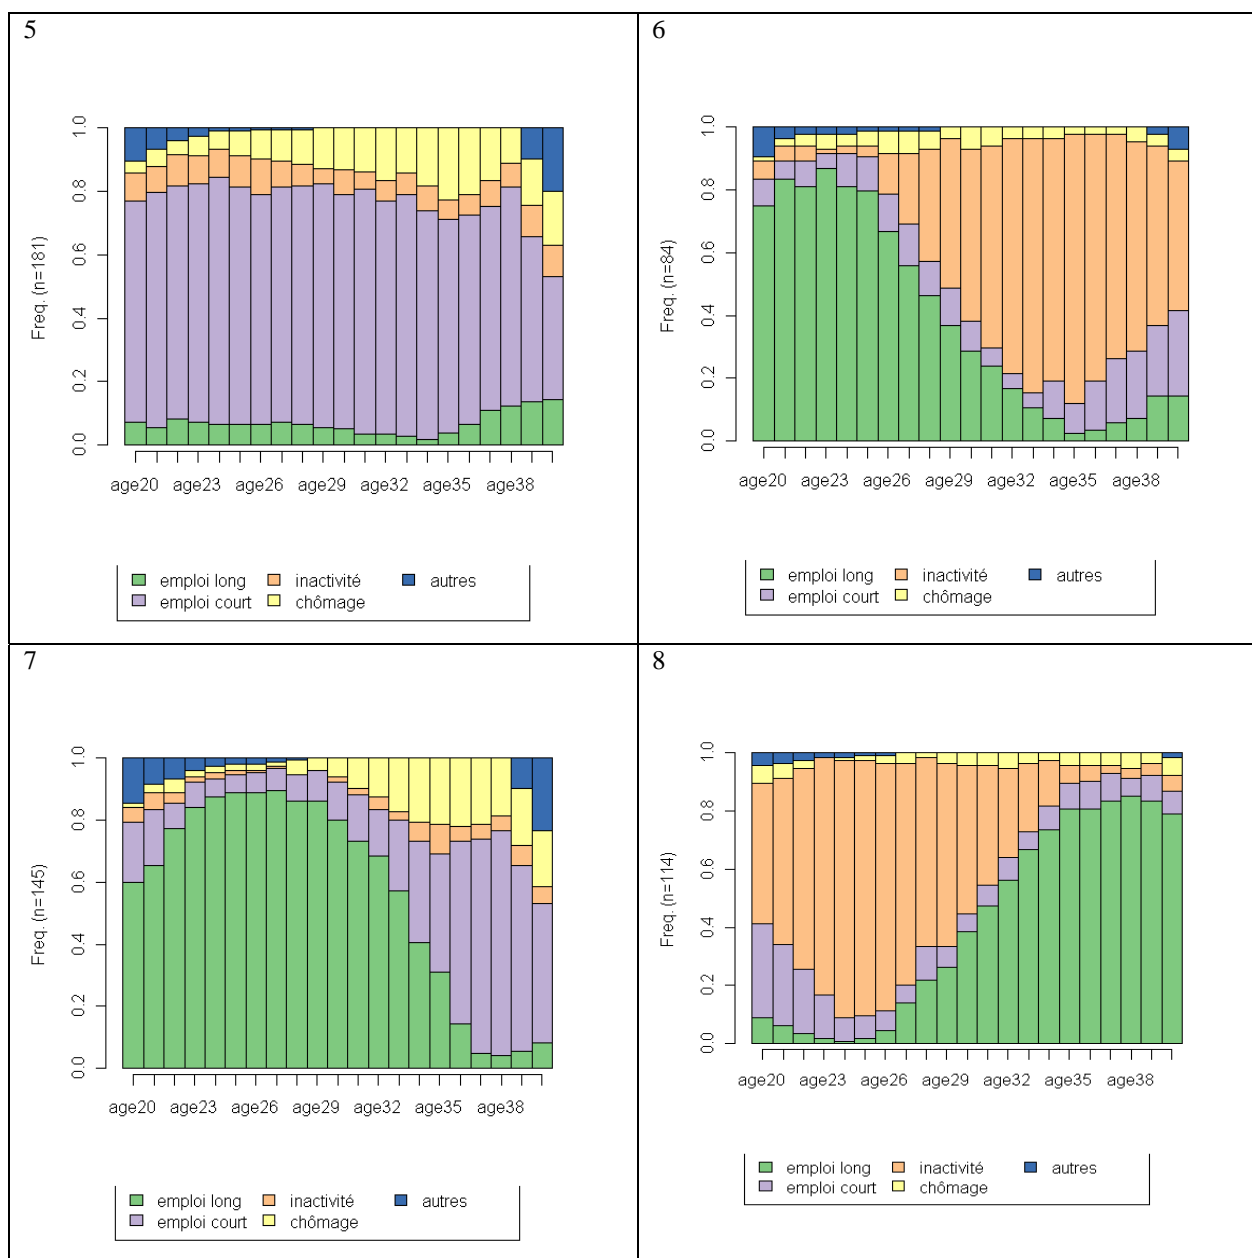 5
Freq. (n=181)
1.0
0.8
0.6
0.4
0.2
0.0
age20 age23 age26 age29 age32 age35 age38
emploi long inactivité autres
emploi court chômage
6
Freq. (n=84)
1.0
0.8
0.6
0.4
0.2
0.0
age20 age23 age26 age29 age32 age35 age38
emploi long inactivité autres
emploi court chômage
7
Freq. (n=145)
1.0
0.8
0.6
0.4
0.2
0.0
age20 age23 age26 age29 age32 age35 age38
emploi long inactivité autres
emploi court chômage
8
Freq. (n=114)
1.0
0.8
0.6
0.4
0.2
0.0
age20 age23 age26 age29 age32 age35 age38
emploi long inactivité autres
emploi court chômage